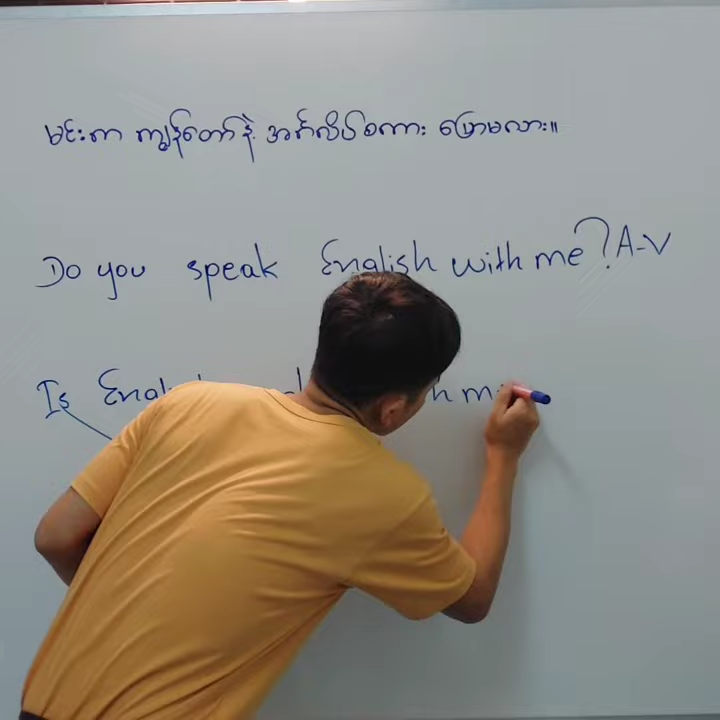 မင်းက ကျွန်တော်နဲ့ အင်္ဂလိပ်စကား ပြောမလား။
Do you speak English with me? A-V
Is